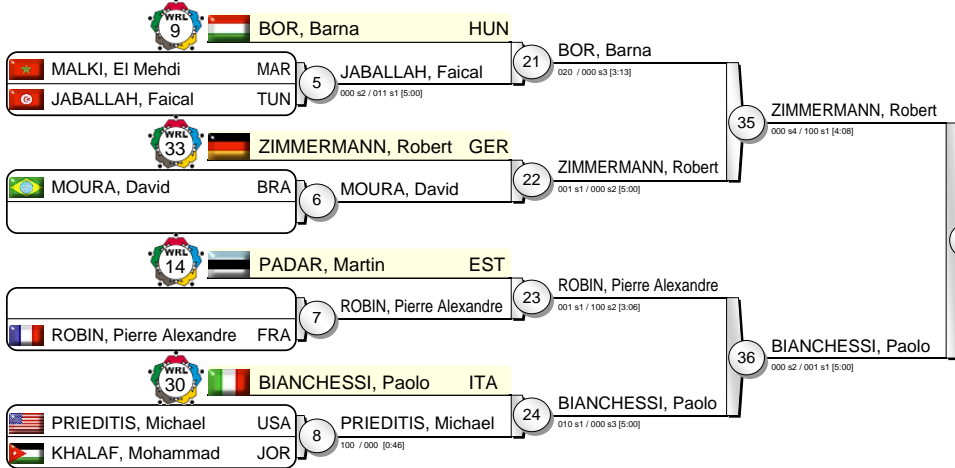 WRL
9
BOR, Barna HUN
MALKI, El Mehdi MAR
JABALLAH, Faical TUN
5
JABALLAH, Faical
000 s2 / 011 s1 [5:00]
21
BOR, Barna
020 / 000 s3 [3:13]
WRL
33
ZIMMERMANN, Robert GER
MOURA, David BRA
6
MOURA, David
22
ZIMMERMANN, Robert
001 s1 / 000 s2 [5:00]
35
ZIMMERMANN, Robert
000 s4 / 100 s1 [4:08]
WRL
14
PADAR, Martin EST
ROBIN, Pierre Alexandre FRA
7
ROBIN, Pierre Alexandre
23
ROBIN, Pierre Alexandre
001 s1 / 100 s2 [3:06]
WRL
30
BIANCHESSI, Paolo ITA
PRIEDITIS, Michael USA
KHALAF, Mohammad JOR
8
PRIEDITIS, Michael
100 / 000 [0:46]
24
BIANCHESSI, Paolo
010 s1 / 000 s3 [5:00]
36
BIANCHESSI, Paolo
000 s2 / 001 s1 [5:00]